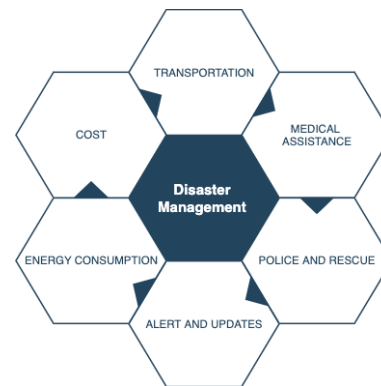 TRANSPORTATION
COST
MEDICAL
ASSISTANCE
Disaster
Management
ENERGY CONSUMPTION
POLICE AND RESCUE
ALERT AND UPDATES